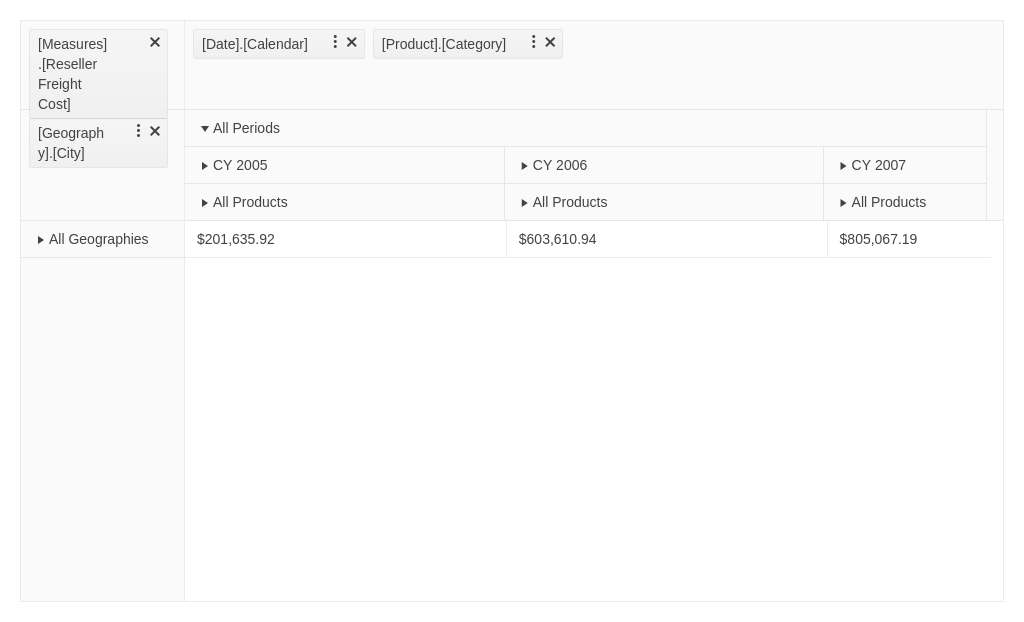 [Measures]
.[Reseller
Freight
Cost]
[Date].[Calendar]
[Product].[Category]
[Geograph
y].[City]
All Periods
CY 2005
CY 2006
CY 2007
All Products
All Products
All Products
All Geographies
$201,635.92
$603,610.94
$805,067.19